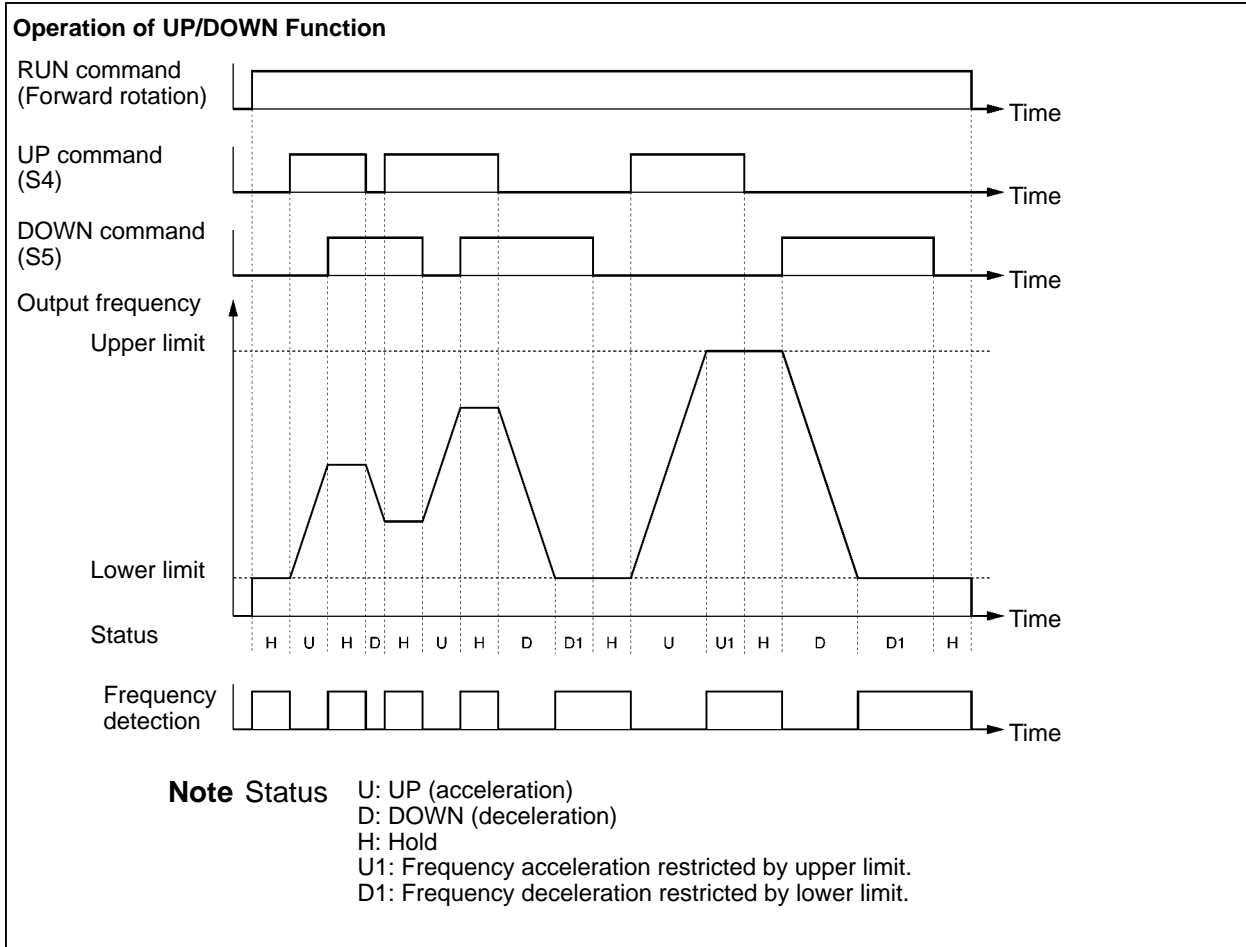 Operation of UP/DOWN Function
RUN command
(Forward rotation)
Time
UP command
(S4)
Time
DOWN command
(S5)
Time
Output frequency
Upper limit
Lower limit
Time
Status
H U H D H U H D D1 H U U1 H D D1 H
Frequency
detection
Time
Note Status U: UP (acceleration)
D: DOWN (deceleration)
H: Hold
U1: Frequency acceleration restricted by upper limit.
D1: Frequency deceleration restricted by lower limit.